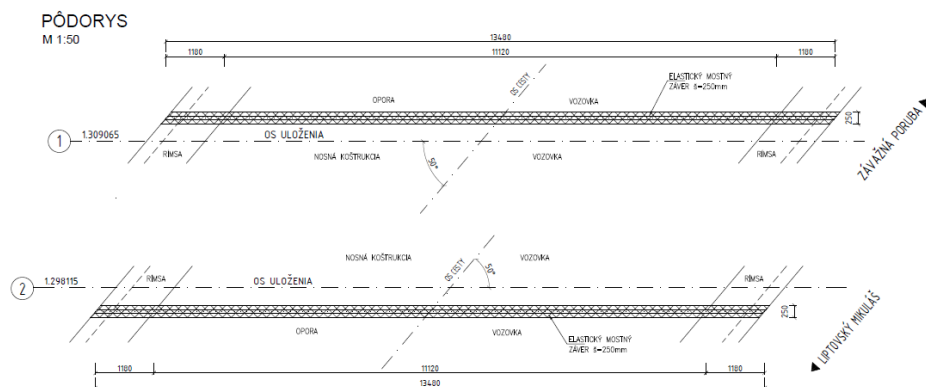 PÔDORYS
M 1:50
13480
1180
11120
1180
OS CESTY
ELASTICKÝ MOSTNÝ
ZÁVER š=250mm
OPORA
VOZOVKA
250
1
1.309065
OS ULOŽENIA
RÍMSA
NOSNÁ KOŠTRUKCIA
50°
VOZOVKA
RÍMSA
ZÁVAŽNÁ PORUBA
NOSNÁ KOŠTRUKCIA
VOZOVKA
OS CESTY
50°
2
1.298115
RÍMSA
OS ULOŽENIA
RÍMSA
250
OPORA
VOZOVKA
ELASTICKÝ MOSTNÝ
ZÁVER š=250mm
LIPTOVSKÝ MIKULÁŠ
1180
11120
1180
13480